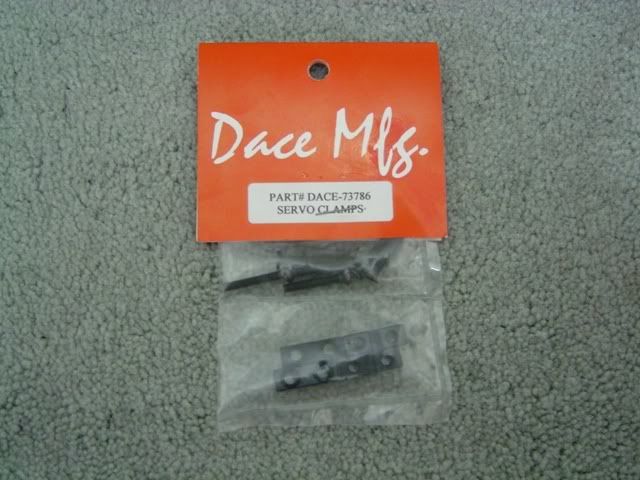 Dace Mfg.
PART# DACE-73786
SERVO CLAMPS